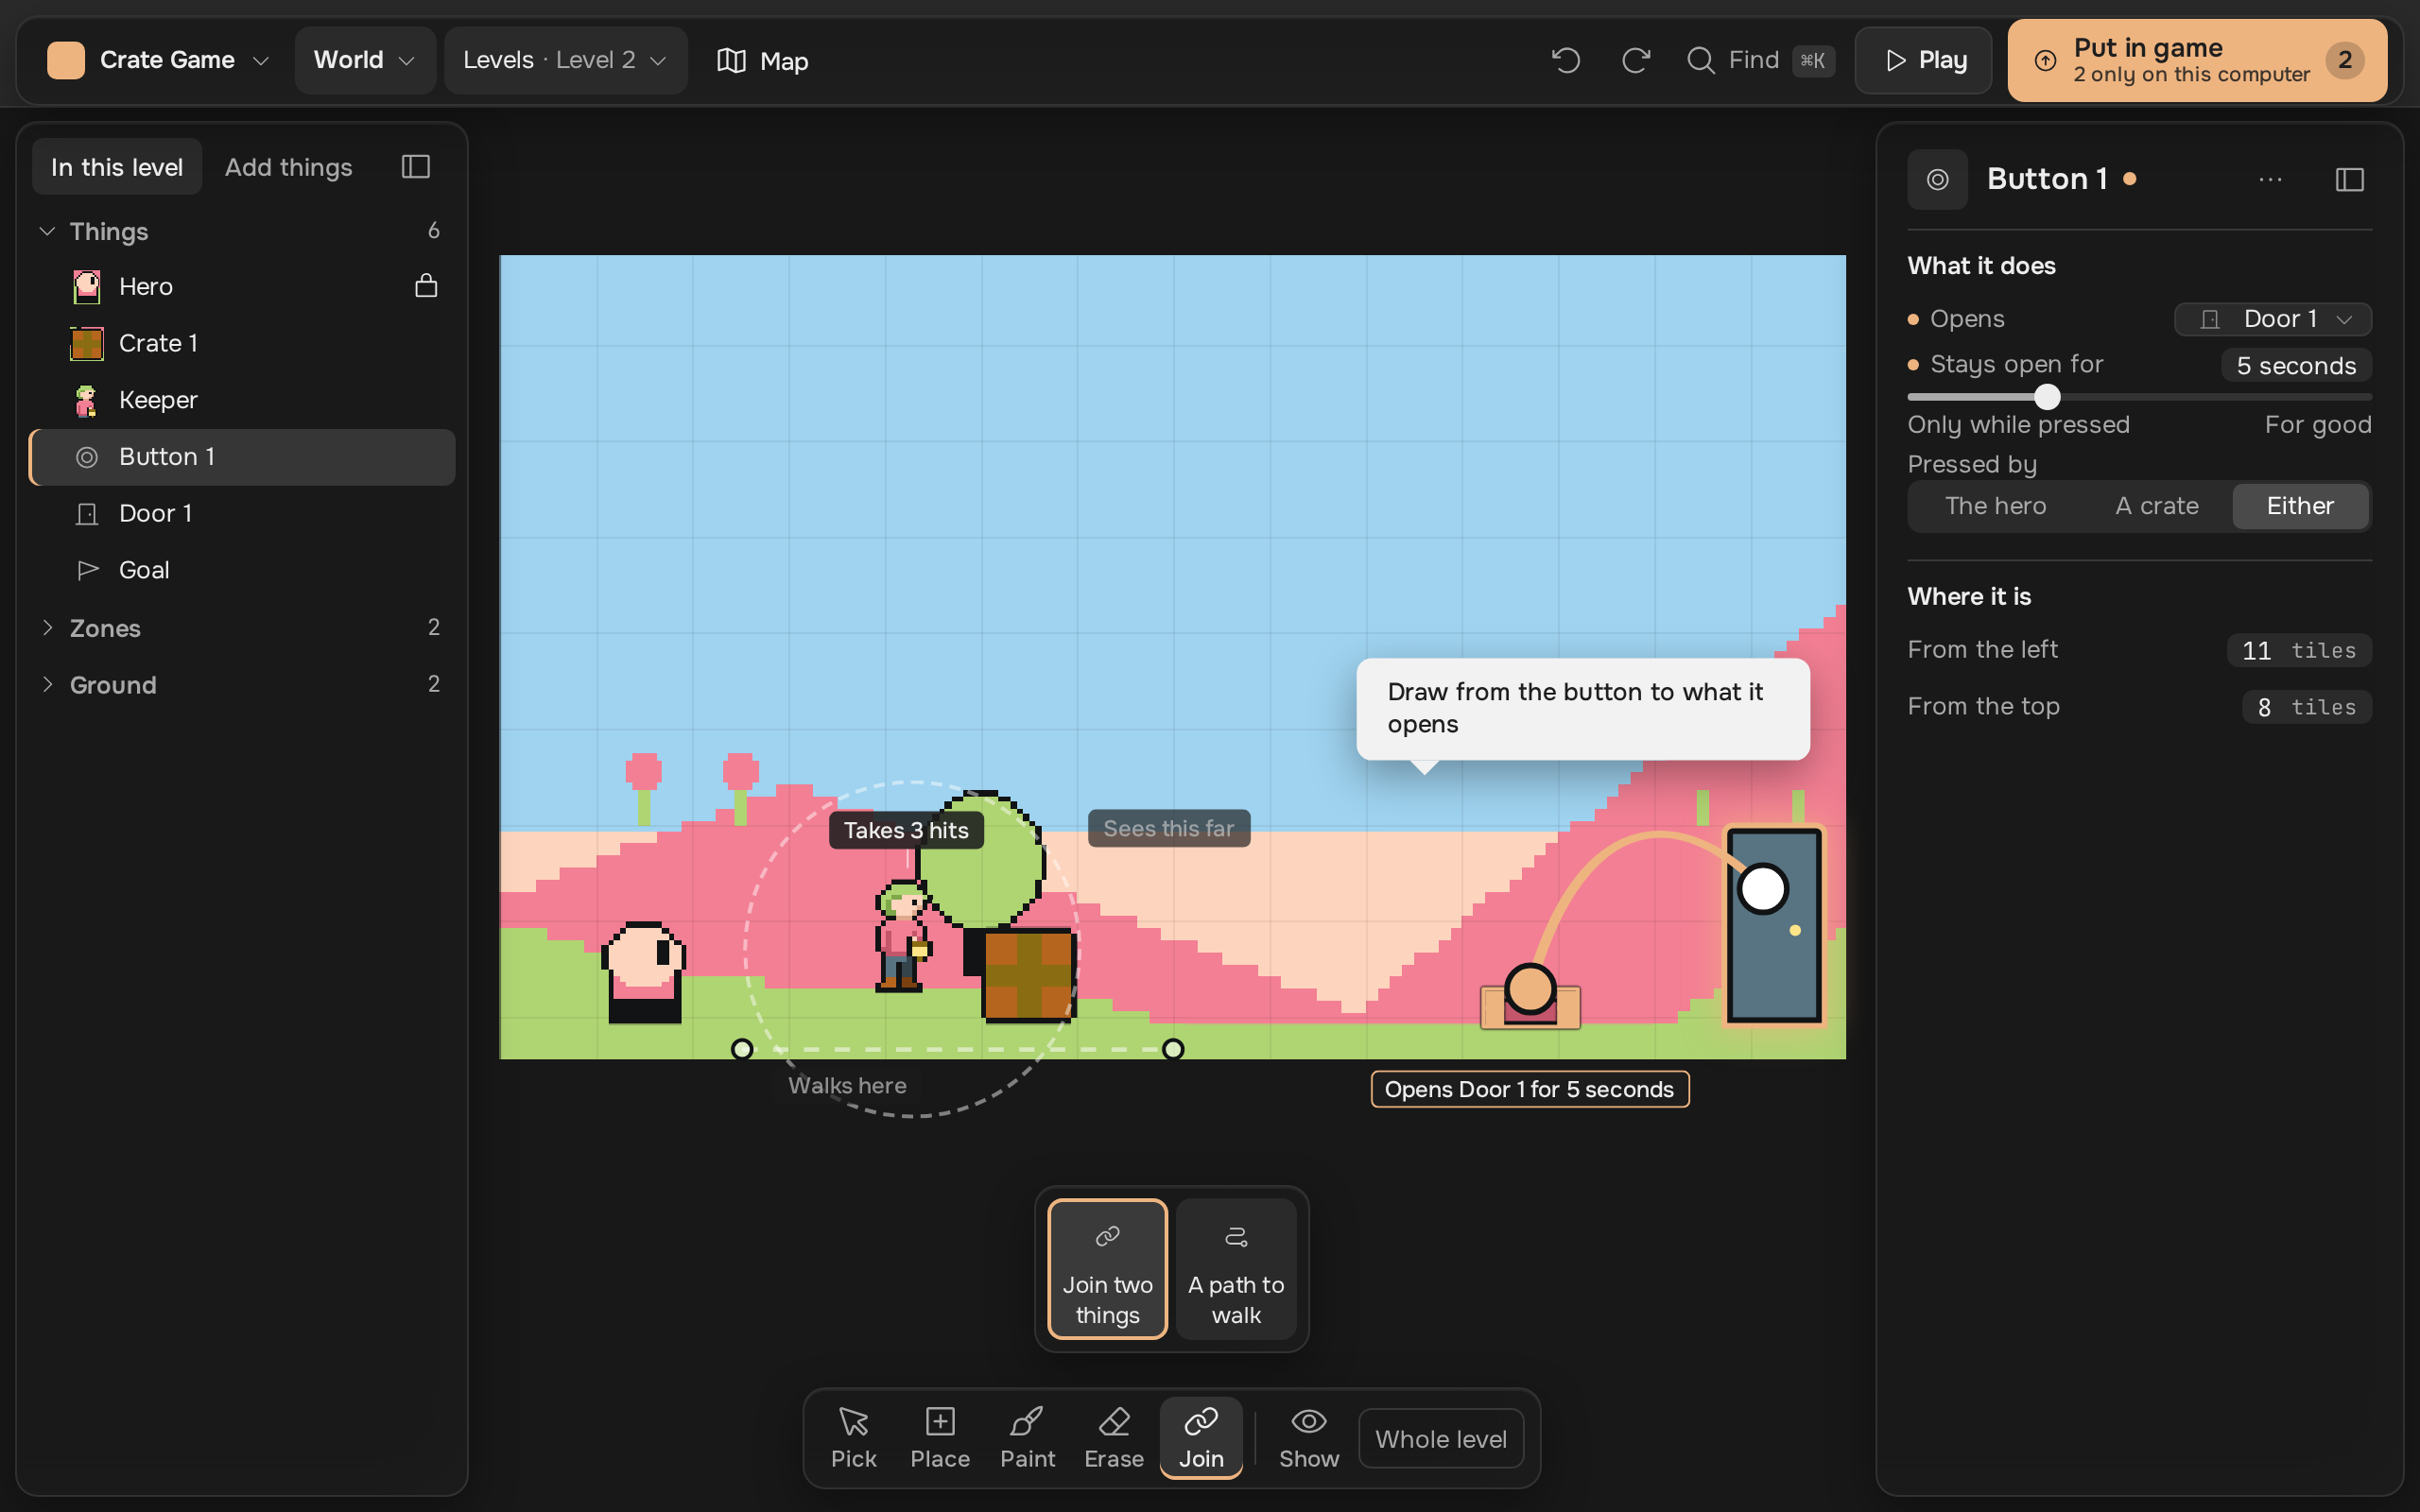 Crate Game
World
Levels · Level 2
Map
Find ⌘K
Play
Put in game
2 only on this computer
2
In this level
Add things
Things 6
Hero
Crate 1
Keeper
Button 1
Door 1
Goal
Zones 2
Ground 2
Draw from the button to what it
opens
Takes 3 hits
Sees this far
Walks here
Opens Door 1 for 5 seconds
Join two
things
A path to
walk
Pick
Place
Paint
Erase
Join
Show
Whole level
Button 1
What it does
Opens Door 1
Stays open for 5 seconds
Only while pressed For good
Pressed by
The hero A crate Either
Where it is
From the left 11 tiles
From the top 8 tiles